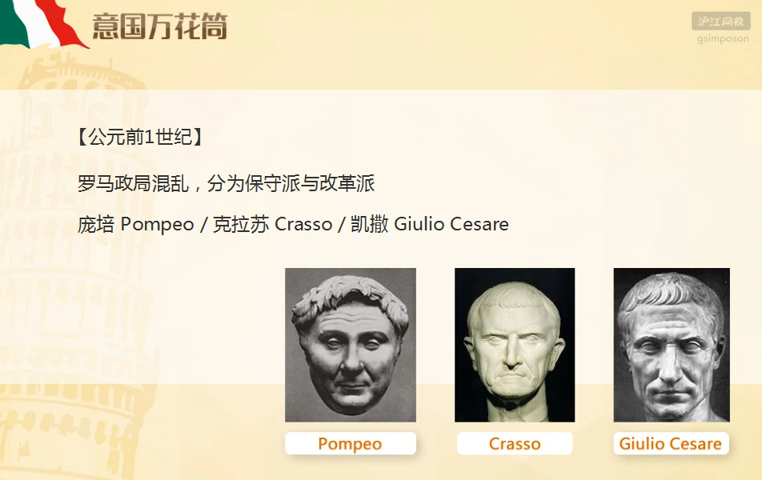 意国万花筒
沪江网校
gsimposon
【公元前1世纪】
罗马政局混乱，分为保守派与改革派
庞培 Pompeo / 克拉苏 Crasso / 凯撒 Giulio Cesare
Pompeo
Crasso
Giulio Cesare